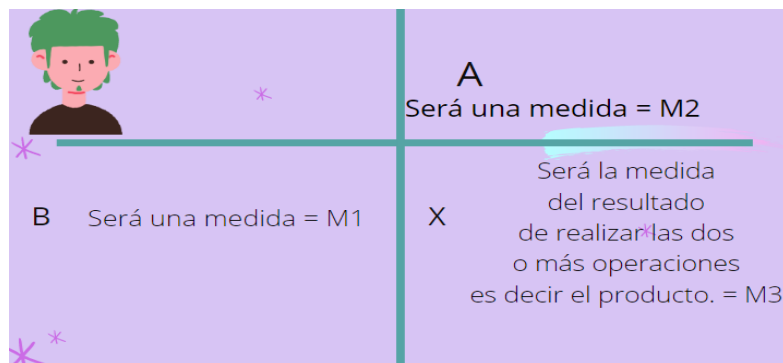 A
Será una medida = M2
B Será una medida = M1
X
Será la medida
del resultado
de realizar las dos
o más operaciones
es decir el producto. = M3